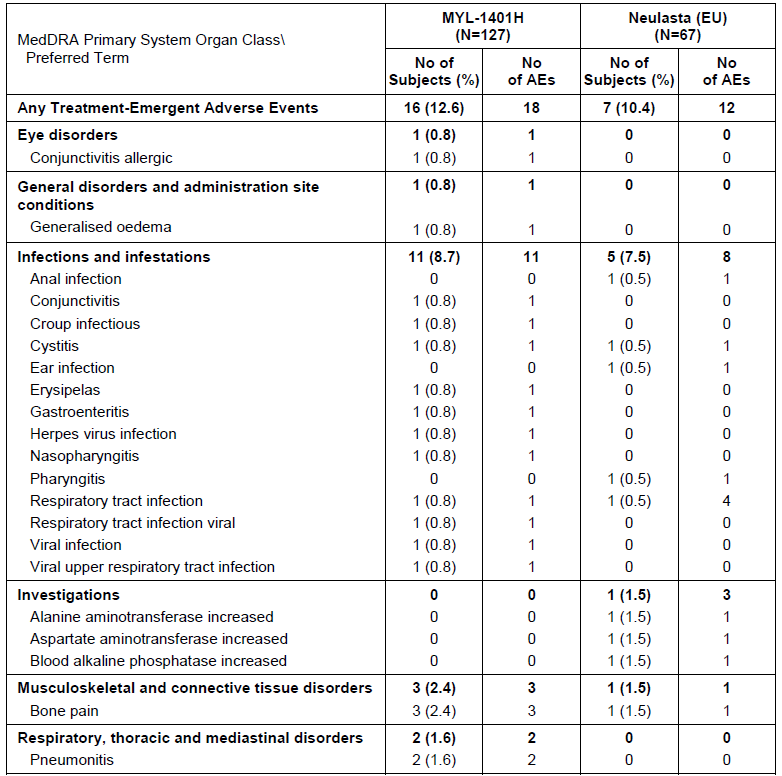 MedDRA Primary System Organ Class\ Preferred Term MYL-1401H (N=127) Neulasta (EU) (N=67)
No of Subjects (%) No of AEs No of Subjects (%) No of AEs
Any Treatment-Emergent Adverse Events 16 (12.6) 18 7 (10.4) 12
Eye disorders 1 (0.8) 1 0 0
Conjunctivitis allergic 1 (0.8) 1 0 0
General disorders and administration site conditions 1 (0.8) 1 0 0
Generalised oedema 1 (0.8) 1 0 0
Infections and infestations 11 (8.7) 11 5 (7.5) 8
Anal infection 0 0 1 (0.5) 1
Conjunctivitis 1 (0.8) 1 0 0
Croup infectious 1 (0.8) 1 0 0
Cystitis 1 (0.8) 1 1 (0.5) 1
Ear infection 0 0 1 (0.5) 1
Erysipelas 1 (0.8) 1 0 0
Gastroenteritis 1 (0.8) 1 0 0
Herpes virus infection 1 (0.8) 1 0 0
Nasopharyngitis 1 (0.8) 1 0 0
Pharyngitis 0 0 1 (0.5) 1
Respiratory tract infection 1 (0.8) 1 1 (0.5) 4
Respiratory tract infection viral 1 (0.8) 1 0 0
Viral infection 1 (0.8) 1 0 0
Viral upper respiratory tract infection 1 (0.8) 1 0 0
Investigations 0 0 1 (1.5) 3
Alanine aminotransferase increased 0 0 1 (1.5) 1
Aspartate aminotransferase increased 0 0 1 (1.5) 1
Blood alkaline phosphatase increased 0 0 1 (1.5) 1
Musculoskeletal and connective tissue disorders 3 (2.4) 3 1 (1.5) 1
Bone pain 3 (2.4) 3 1 (1.5) 1
Respiratory, thoracic and mediastinal disorders 2 (1.6) 2 0 0
Pneumonitis 2 (1.6) 2 0 0